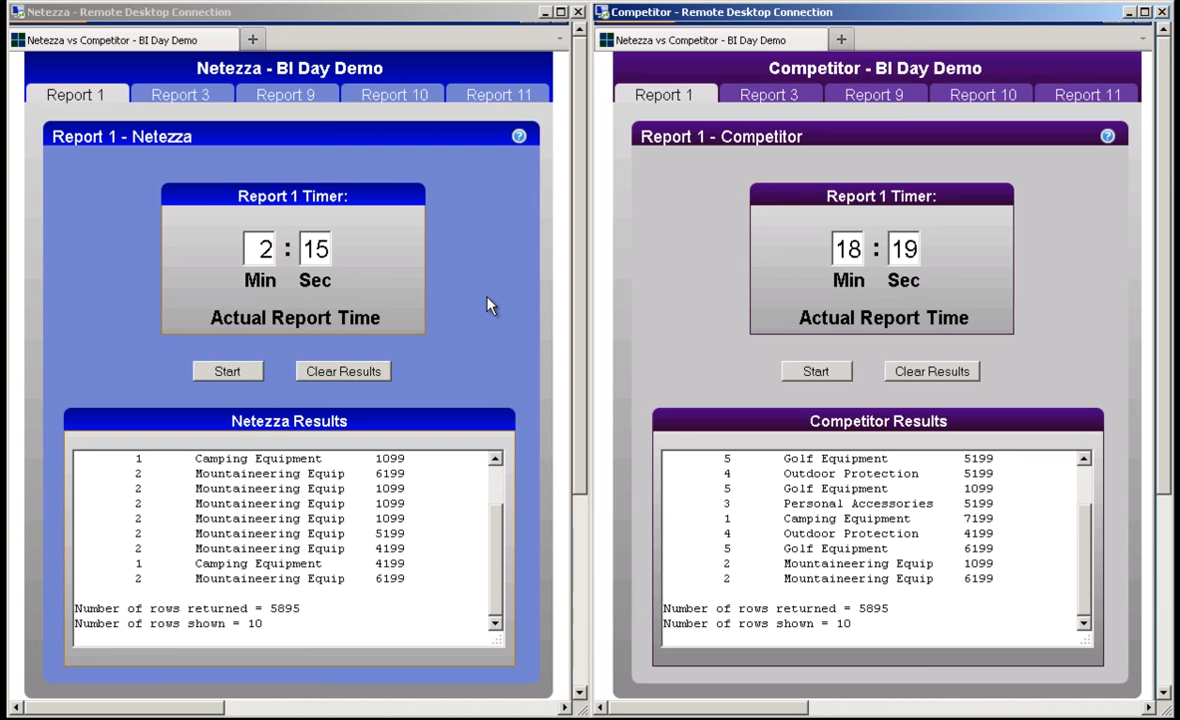 Netezza - Remote Desktop Connection
Netezza vs Competitor - BI Day Demo
Netezza - BI Day Demo
Report 1 Report 3 Report 9 Report 10 Report 11
Report 1 - Netezza
?
Report 1 Timer:
2 : 15
Min Sec
Actual Report Time
Start Clear Results
Netezza Results
1 Camping Equipment 1099
2 Mountaineering Equip 6199
2 Mountaineering Equip 1099
2 Mountaineering Equip 1099
2 Mountaineering Equip 1099
2 Mountaineering Equip 5199
2 Mountaineering Equip 4199
1 Camping Equipment 4199
2 Mountaineering Equip 6199
Number of rows returned = 5895
Number of rows shown = 10
Competitor - Remote Desktop Connection
Netezza vs Competitor - BI Day Demo
Competitor - BI Day Demo
Report 1 Report 3 Report 9 Report 10 Report 11
Report 1 - Competitor
?
Report 1 Timer:
18 : 19
Min Sec
Actual Report Time
Start Clear Results
Competitor Results
5 Golf Equipment 5199
4 Outdoor Protection 5199
5 Golf Equipment 1099
3 Personal Accessories 5199
1 Camping Equipment 7199
4 Outdoor Protection 4199
5 Golf Equipment 6199
2 Mountaineering Equip 1099
2 Mountaineering Equip 6199
Number of rows returned = 5895
Number of rows shown = 10